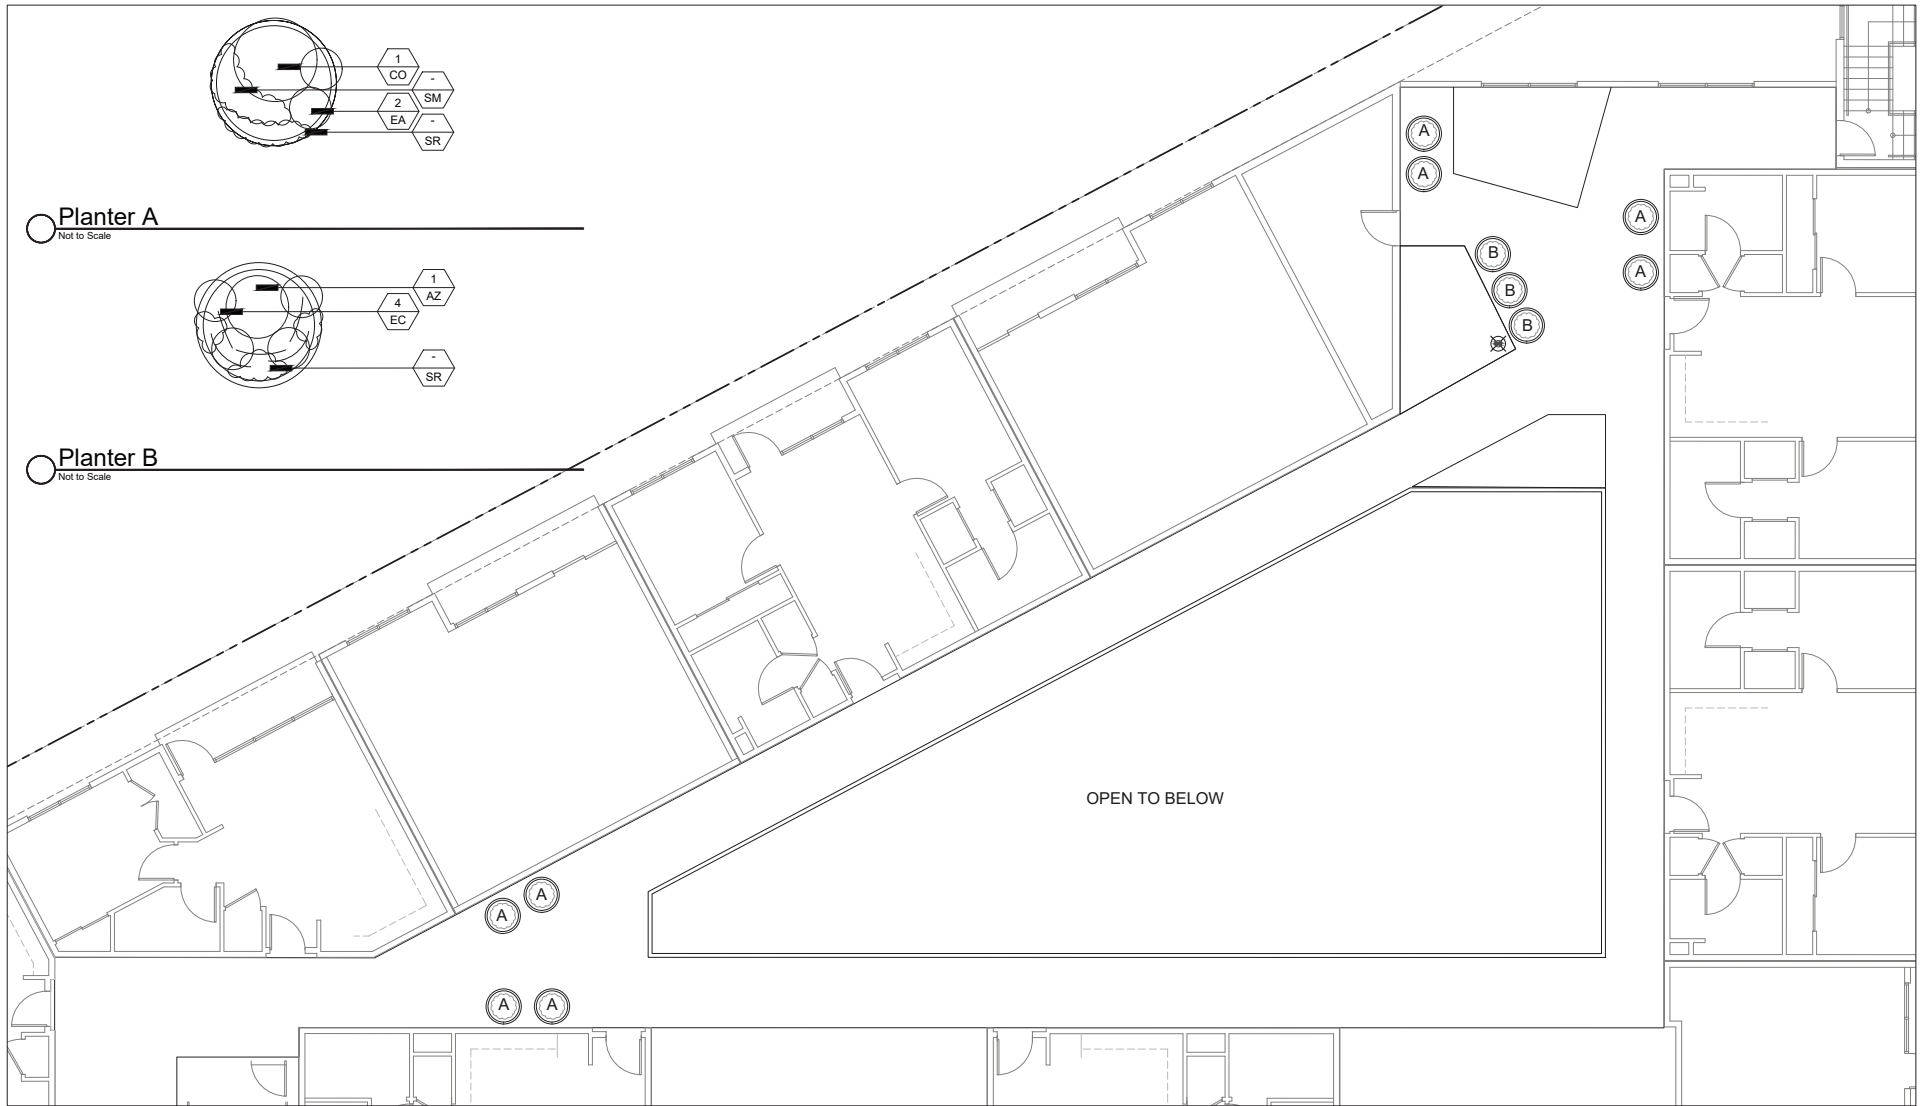 1
CO
-
SM
2
EA
-
SR
Planter A
Not to Scale
1
AZ
4
EC
-
SR
Planter B
Not to Scale
A
A
A
A
B
B
B
OPEN TO BELOW
A
A
A
A